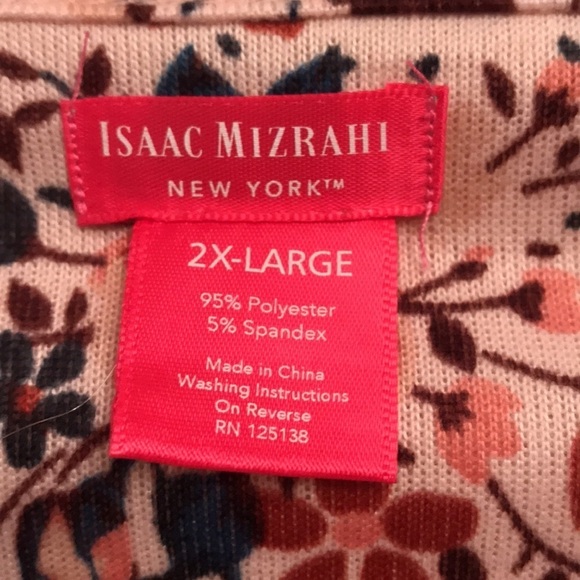 ISAAC MIZRAHI
NEW YORK™
2X-LARGE
95% Polyester
5% Spandex
Made in China
Washing Instructions
On Reverse
RN 125138